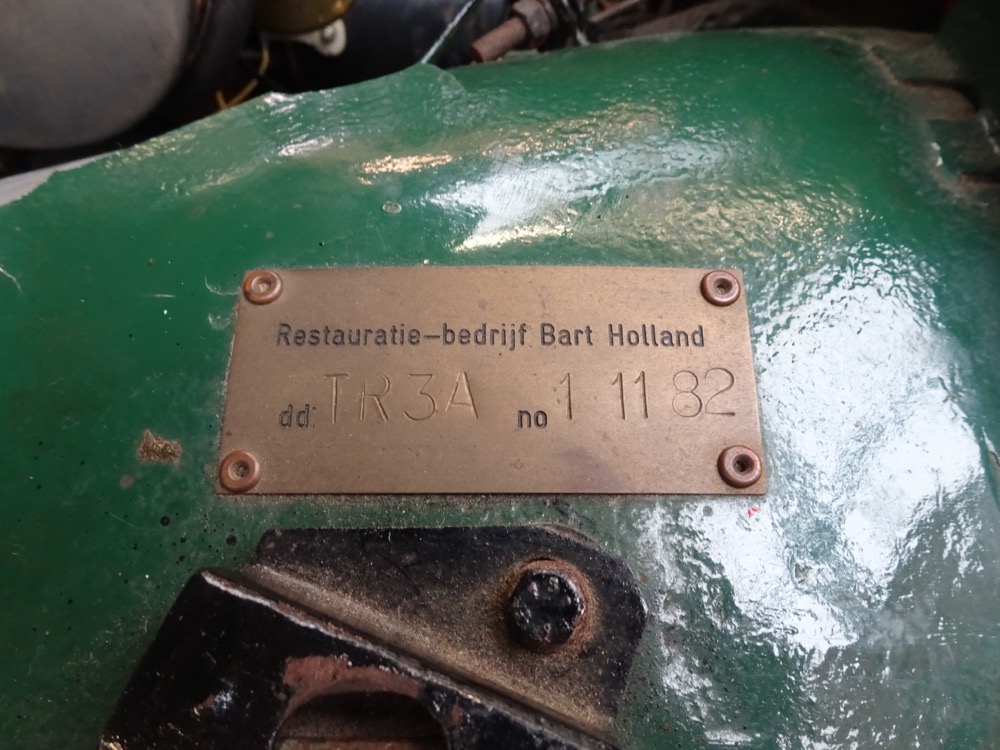 Restauratie-bedrijf Bart Holland
dd: TR3A no 1 11 82